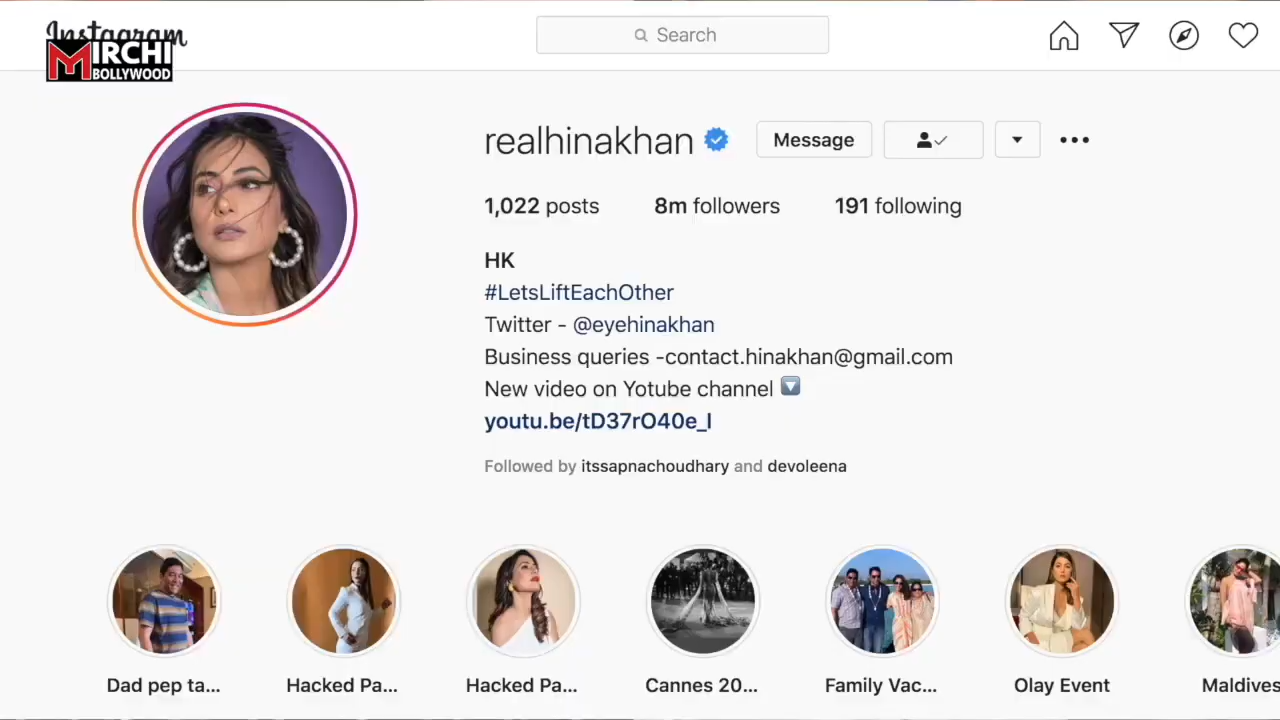 Instagram
MIRCHI
BOLLYWOOD
Search
realhinakhan
Message
1,022 posts 8m followers 191 following
HK
#LetsLiftEachOther
Twitter - @eyehinakhan
Business queries -contact.hinakhan@gmail.com
New video on Yotube channel 🔽
youtu.be/tD37rO40e_I
Followed by itssapnachoudhary and devoleena
Dad pep ta... Hacked Pa... Hacked Pa... Cannes 20... Family Vac... Olay Event Maldives